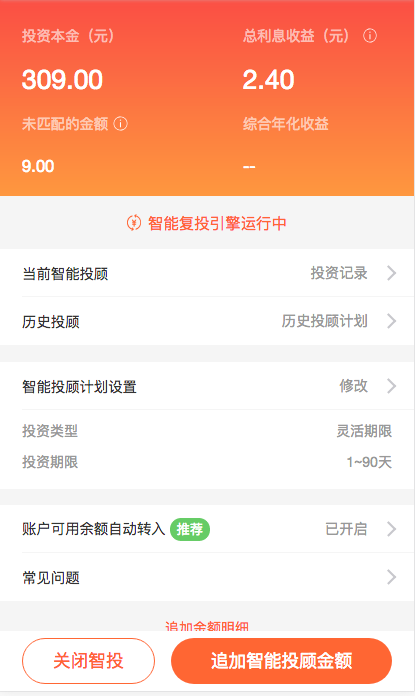 投资本金（元） 总利息收益（元）
309.00 2.40
未匹配的金额 综合年化收益
9.00 --
智能复投引擎运行中
当前智能投顾 投资记录
历史投顾 历史投顾计划
智能投顾计划设置 修改
投资类型 灵活期限
投资期限 1~90天
账户可用余额自动转入 推荐 已开启
常见问题
追加金额明细
关闭智投 追加智能投顾金额